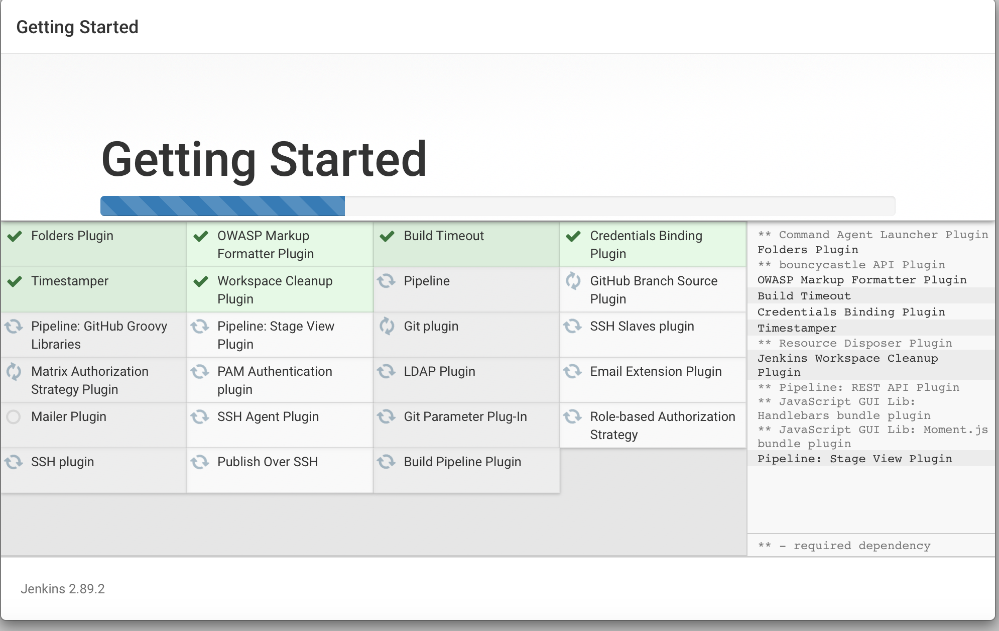 Getting Started
Getting Started
Folders Plugin
OWASP Markup
Formatter Plugin
Build Timeout
Credentials Binding
Plugin
Timestamper
Workspace Cleanup
Plugin
Pipeline
GitHub Branch Source
Plugin
Pipeline: GitHub Groovy
Libraries
Pipeline: Stage View
Plugin
Git plugin
SSH Slaves plugin
Matrix Authorization
Strategy Plugin
PAM Authentication
plugin
LDAP Plugin
Email Extension Plugin
Mailer Plugin
SSH Agent Plugin
Git Parameter Plug-In
Role-based Authorization
Strategy
SSH plugin
Publish Over SSH
Build Pipeline Plugin
** Command Agent Launcher Plugin
Folders Plugin
** bouncycastle API Plugin
OWASP Markup Formatter Plugin
Build Timeout
Credentials Binding Plugin
Timestamper
** Resource Disposer Plugin
Jenkins Workspace Cleanup
Plugin
** Pipeline: REST API Plugin
** JavaScript GUI Lib:
Handlebars bundle plugin
** JavaScript GUI Lib: Moment.js
bundle plugin
Pipeline: Stage View Plugin
** - required dependency
Jenkins 2.89.2